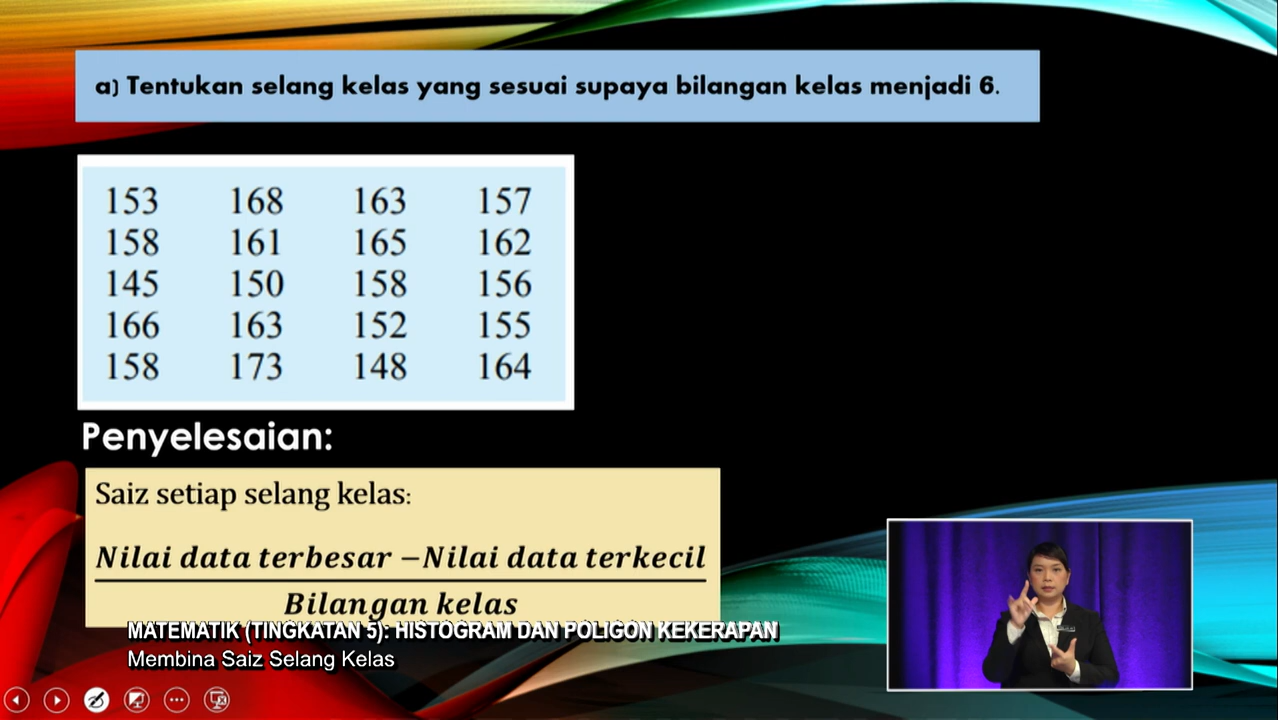 a) Tentukan selang kelas yang sesuai supaya bilangan kelas menjadi 6.
153 168 163 157
158 161 165 162
145 150 158 156
166 163 152 155
158 173 148 164
Penyelesaian:
Saiz setiap selang kelas:
Nilai data terbesar −Nilai data terkecil
Bilangan kelas
MATEMATIK (TINGKATAN 5): HISTOGRAM DAN POLIGON KEKERAPAN
Membina Saiz Selang Kelas